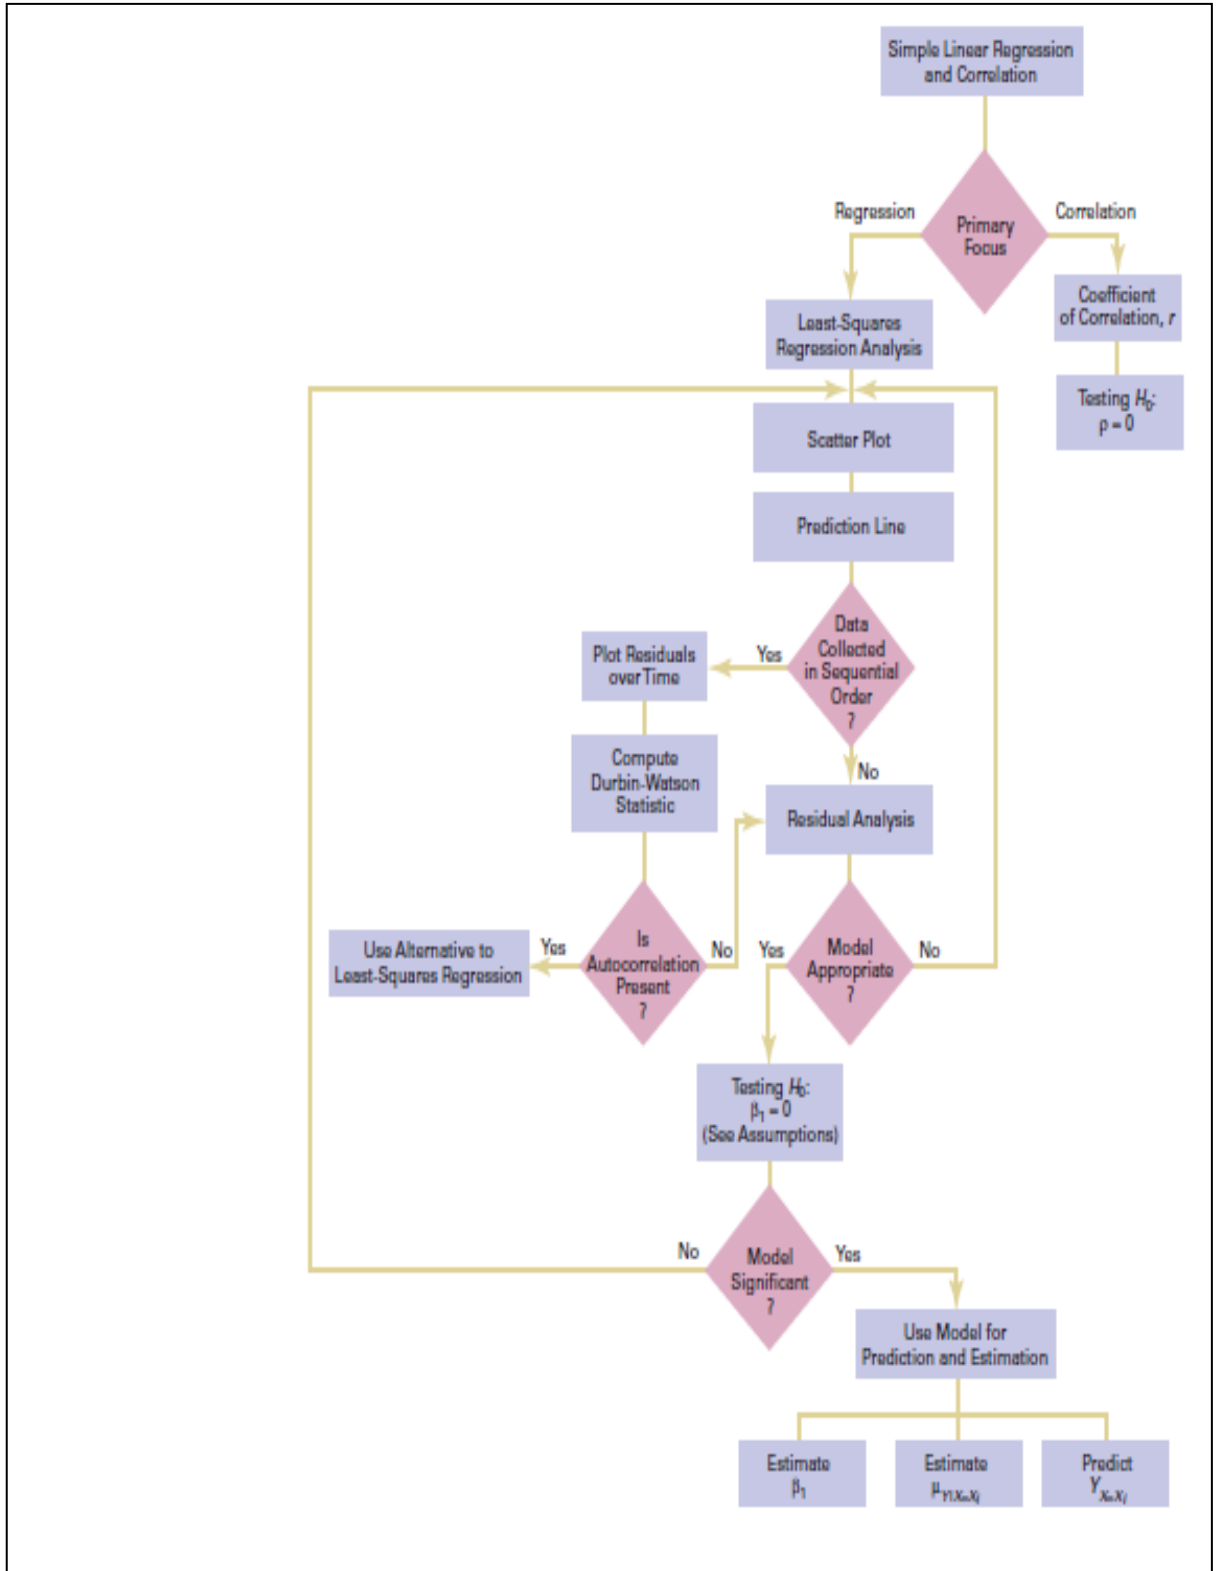 Simple Linear Regression
and Correlation
Regression
Correlation
Primary
Focus
Coefficient
of Correlation, r
Least-Squares
Regression Analysis
Testing H₀:
ρ = 0
Scatter Plot
Prediction Line
Data
Collected
in Sequential
Order
?
Yes
Plot Residuals
over Time
No
Compute
Durbin-Watson
Statistic
Residual Analysis
Is
Autocorrelation
Present
?
Yes
No
Use Alternative to
Least-Squares Regression
Model
Appropriate
?
Yes
No
Testing H₀:
β₁ = 0
(See Assumptions)
Model
Significant
?
No
Yes
Use Model for
Prediction and Estimation
Estimate
β₁
Estimate
μ
Predict
Y